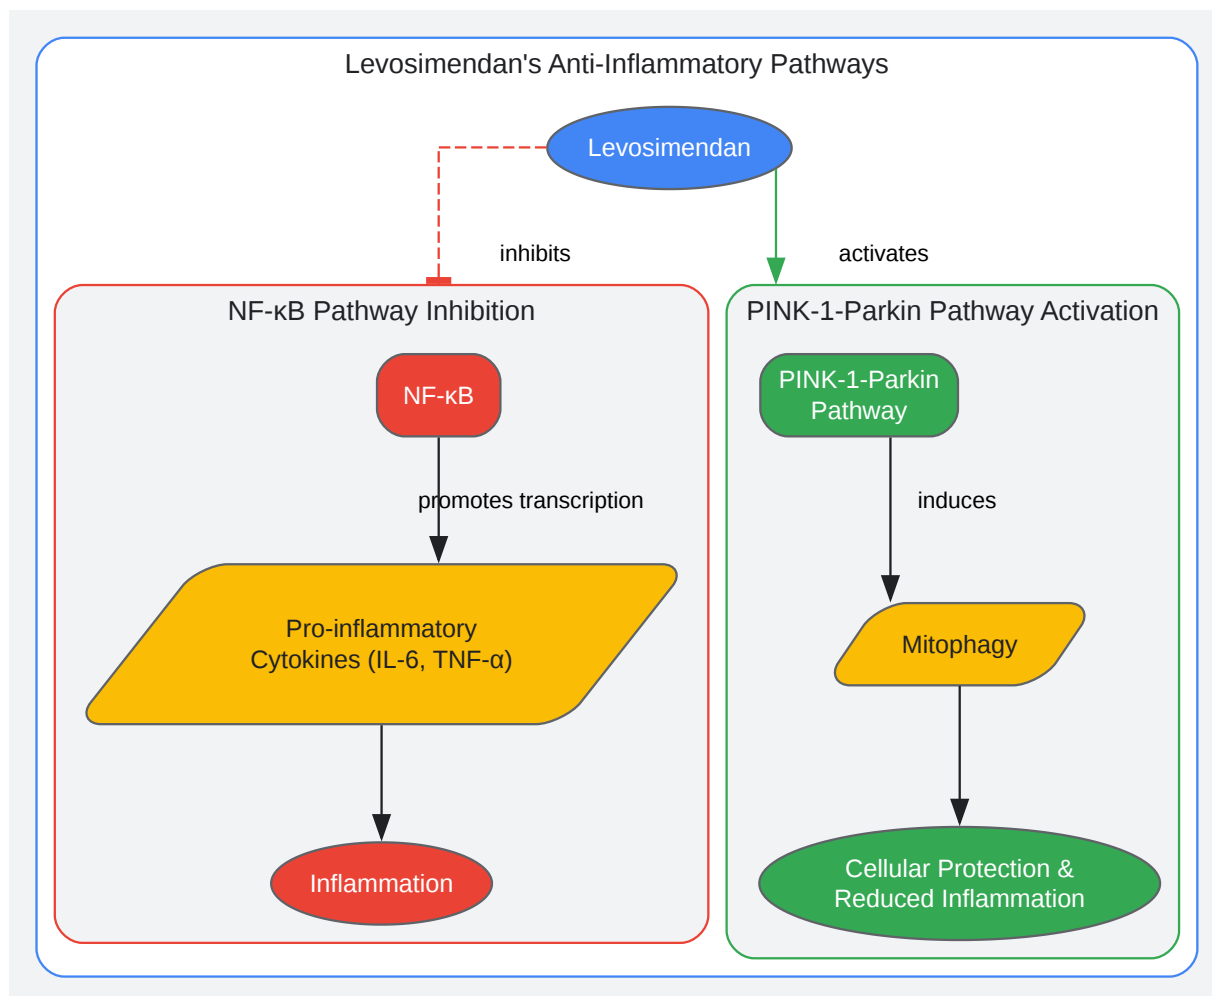 Levosimendan's Anti-Inflammatory Pathways
Levosimendan
inhibits
activates
NF-κB Pathway Inhibition
NF-κB
promotes transcription
Pro-inflammatory
Cytokines (IL-6, TNF-α)
Inflammation
PINK-1-Parkin Pathway Activation
PINK-1-Parkin
Pathway
induces
Mitophagy
Cellular Protection &
Reduced Inflammation